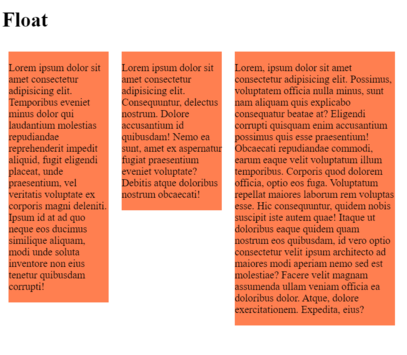 Float
Lorem ipsum dolor sit
amet consectetur
adipisicing elit.
Temporibus eveniet
minus dolor qui
laudantium molestias
repudiandae
reprehenderit impedit
aliquid, fugit eligendi
placeat, unde
praesentium, vel
veritatis voluptate ex
corporis magni deleniti.
Ipsum id at ad quo
neque eos ducimus
similique aliquam,
modi unde soluta
inventore non eius
tenetur quibusdam
corrupti!
Lorem ipsum dolor sit
amet consectetur
adipisicing elit.
Consequuntur, delectus
nostrum. Dolore
accusantium id
quibusdam! Nemo ea
sunt, amet ex aspernatur
fugiat praesentium
eveniet voluptate?
Debitis atque doloribus
nostrum obcaecati!
Lorem, ipsum dolor sit amet
consectetur adipisicing elit. Possimus,
voluptatem officia nulla minus, sunt
nam aliquam quis explicabo
consequatur beatae at? Eligendi
corrupti quisquam enim accusantium
possimus quis esse praesentium!
Obcaecati repudiandae commodi,
earum eaque velit voluptatum illum
temporibus. Corporis quod dolorem
officia, optio eos fuga. Voluptatum
repellat maiores laborum rem voluptas
esse. Hic consequuntur, quidem nobis
suscipit iste autem quae! Itaque ut
doloribus eaque quidem quam
nostrum eos quibusdam, id vero optio
consectetur velit ipsum architecto ad
maiores modi aperiam nemo sed est
molestiae? Facere velit magnam
assumenda ullam veniam officia ea
doloribus dolor. Atque, dolore
exercitationem. Expedita, eius?